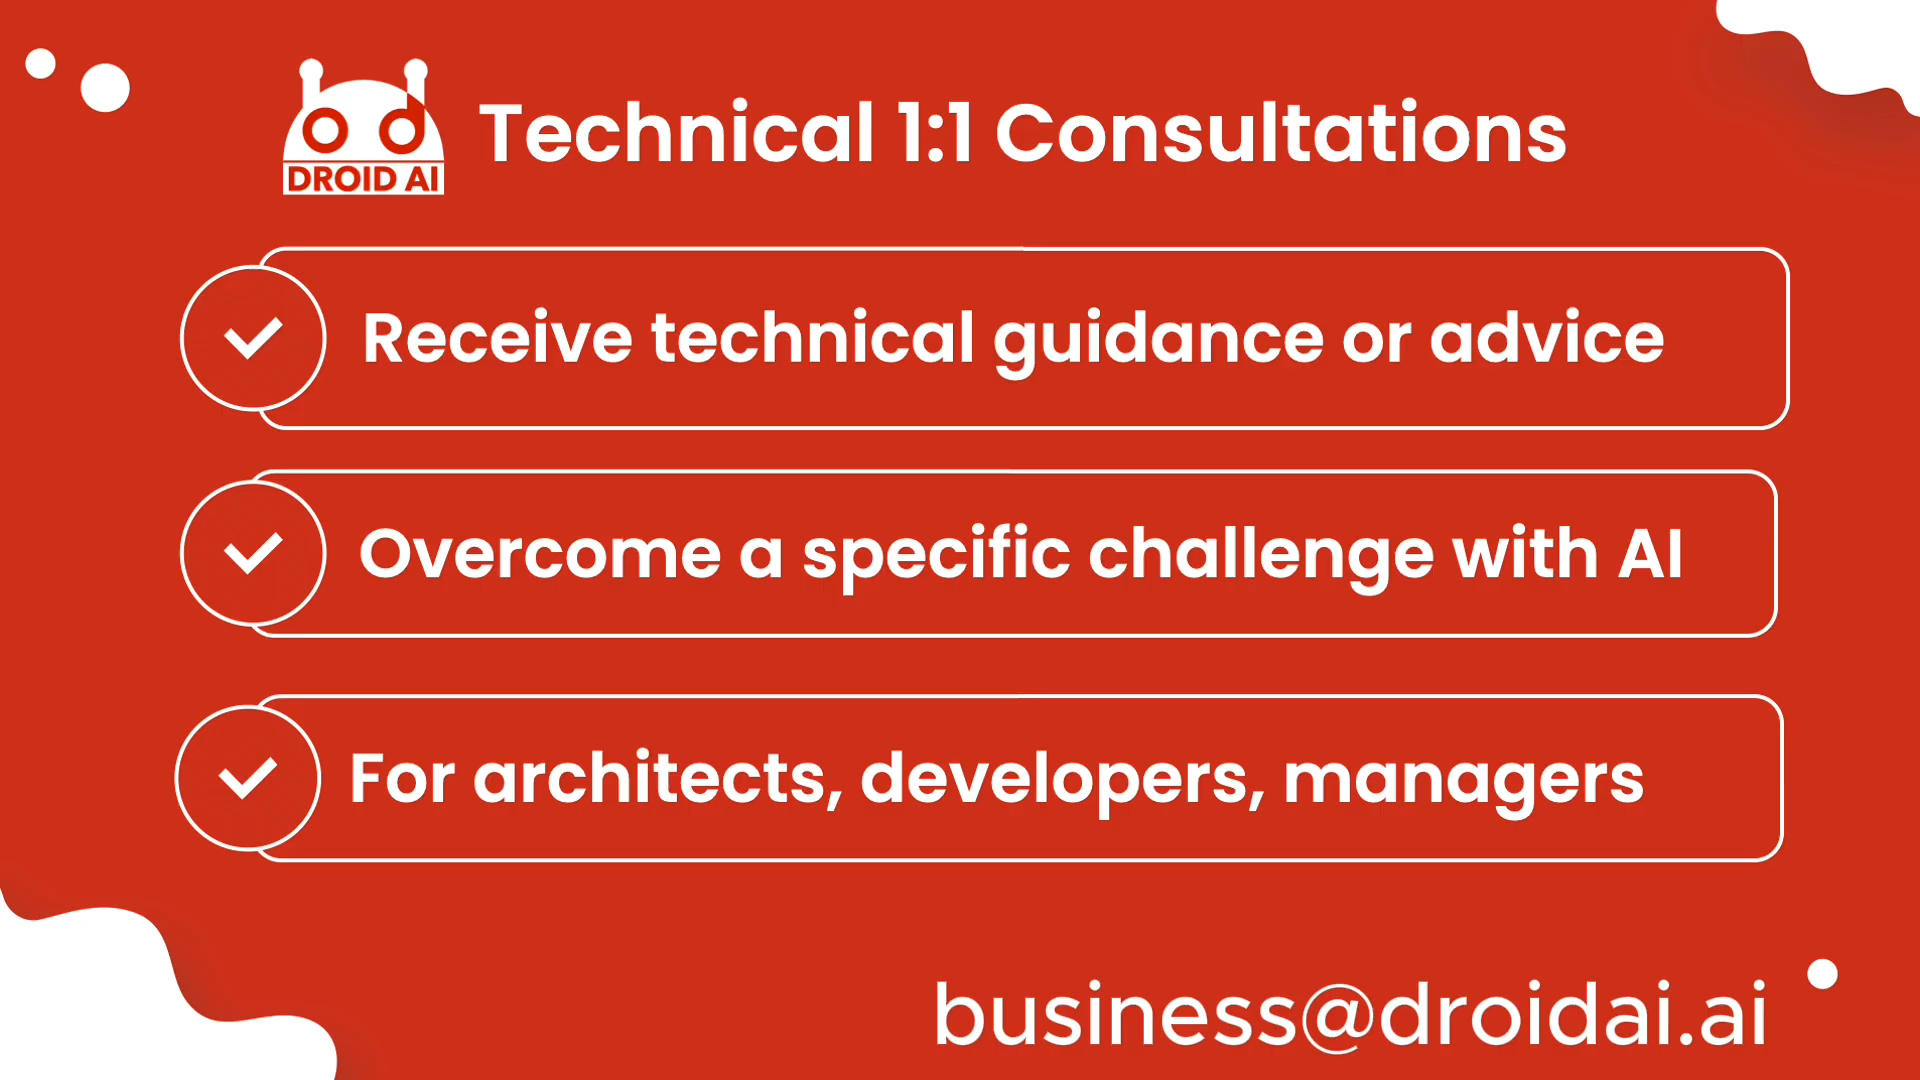 DROID AI
Technical 1:1 Consultations
Receive technical guidance or advice
Overcome a specific challenge with AI
For architects, developers, managers
business@droidai.ai